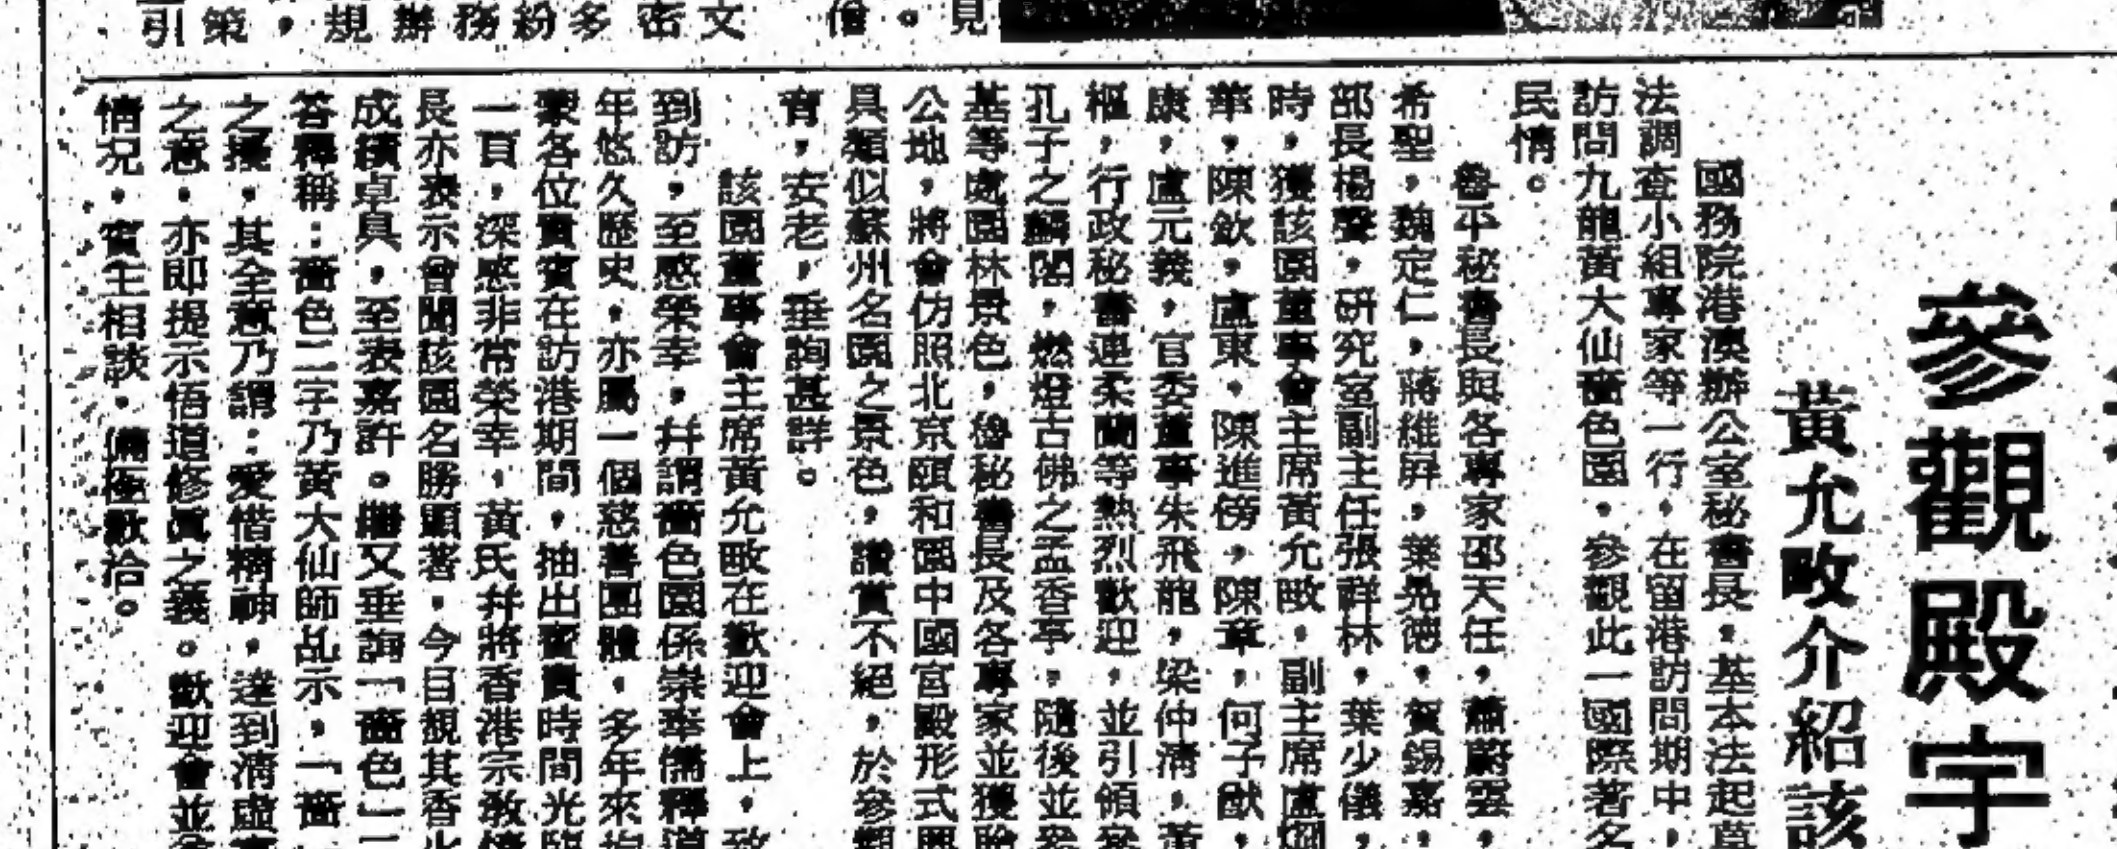 參觀殿宇
黃允畋介紹該
國務院港澳辦公室秘書長,基本法起草
法調查小組專家等一行,在留港訪問期中,
訪問九龍黃大仙嗇色園,參觀此一國際著名
民情。
魯平秘書長與各專家邵天任,蕭蔚雲,
希聖,魏定仁,蔣維屏,葉晃德,賀錫嘉,
部長楊聲,研究室副主任張祥林,葉少儀,
時,獲該園董事會主席黃允畋,副主席盧烱
華,陳欽,盧東,陳進傍,陳章,何子猷,
康,盧元義,官委董事朱飛龍,梁仲清,黃
樞,行政秘書連柔蘭等熱烈歡迎,並引領參
孔子之麟閣,燃燈古佛之孟香亭,隨後並參
基等處園林景色,魯秘書長及各專家並獲
公地,將會仿照北京頤和園中國宮殿形式興
具類似蘇州名園之景色,讚賞不絕,於參觀
育,安老,垂詢甚詳。
該園董事會主席黃允畋在歡迎會上,致
到訪,至感榮幸,并謂嗇色園係崇奉儒釋道
年悠久歷史,亦屬一個慈善團體,多年來抱
蒙各位貴賓在訪港期間,抽出寶貴時間光臨
一頁,深感非常榮幸,黃氏并將香港宗教
長亦表示會聞該園名勝顯著,今目覩其香火
成績卓具,至表嘉許。繼又垂詢「嗇色」二
答釋稱:嗇色二字乃黃大仙師乩示,「嗇
之擾,其全意乃謂:愛惜精神,達到清虛
之意,亦即提示悟道修眞之義。歡迎會並
情況,賓主相談,備極歡洽。
引策,規辦務紛多密文
。見